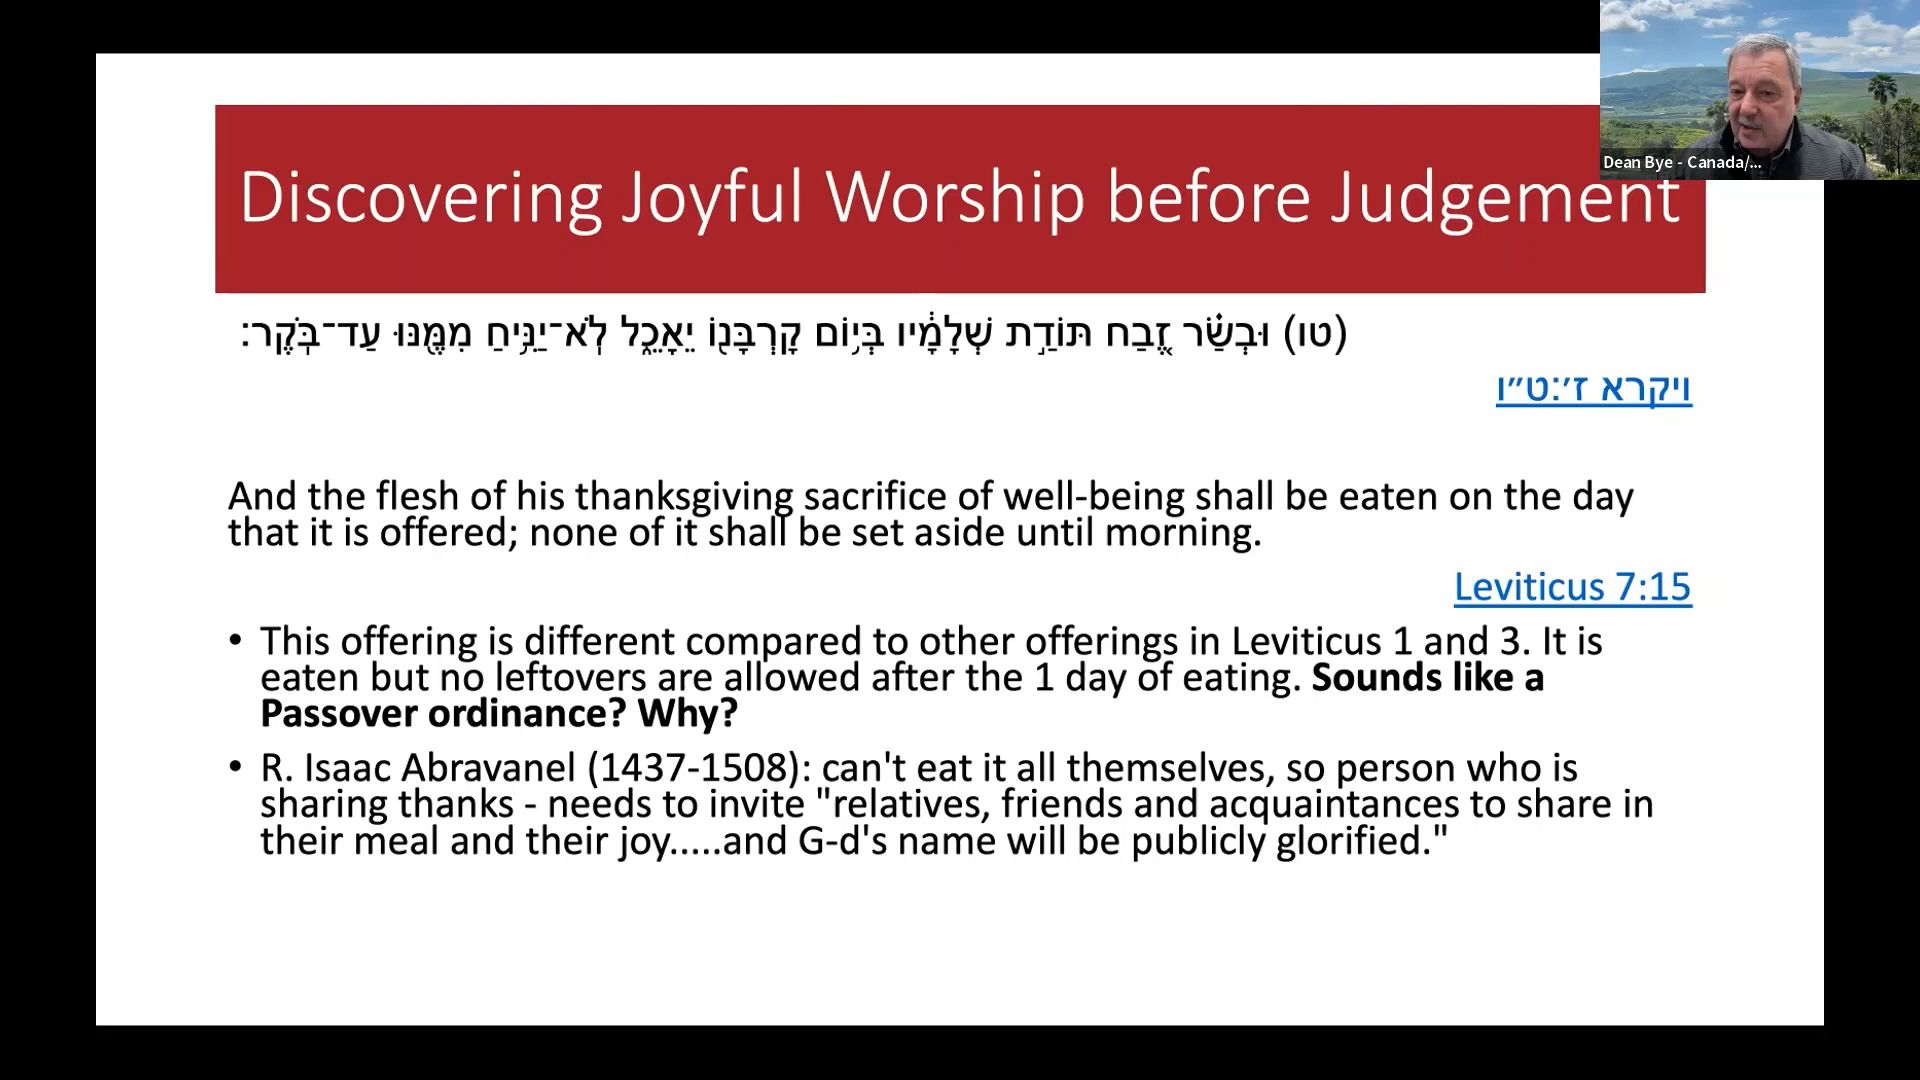 Discovering Joyful Worship before Judgement
Dean Bye - Canada/...
(טו) וּבְשַׂ֗ר זֶ֚בַח תּוֹדַ֣ת שְׁלָמָ֔יו בְּי֥וֹם קָרְבָּנ֖וֹ יֵאָכֵ֑ל לֹֽא־יַנִּ֥יחַ מִמֶּ֖נּוּ עַד־בֹּֽקֶר׃
ויקרא ז׳:ט״ו
And the flesh of his thanksgiving sacrifice of well-being shall be eaten on the day
that it is offered; none of it shall be set aside until morning.
Leviticus 7:15
• This offering is different compared to other offerings in Leviticus 1 and 3. It is
eaten but no leftovers are allowed after the 1 day of eating. Sounds like a
Passover ordinance? Why?
• R. Isaac Abravanel (1437-1508): can't eat it all themselves, so person who is
sharing thanks - needs to invite "relatives, friends and acquaintances to share in
their meal and their joy.....and G-d's name will be publicly glorified."